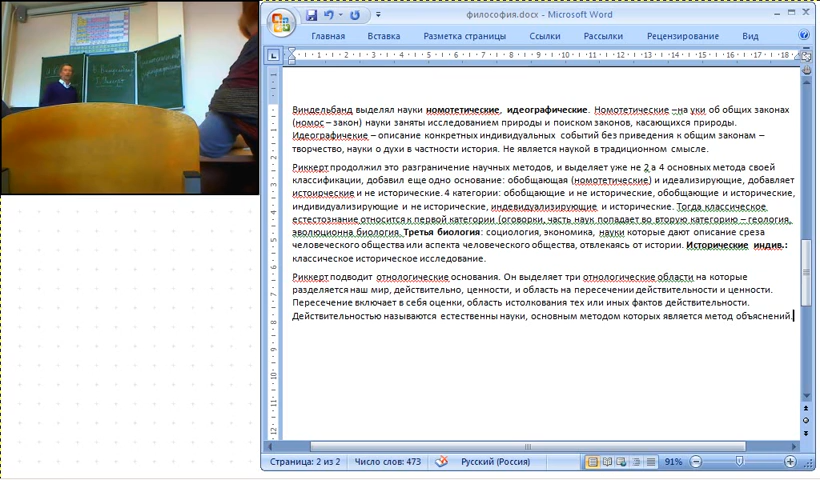 философия.docx - Microsoft Word
Главная Вставка Разметка страницы Ссылки Рассылки Рецензирование Вид
Виндельбанд выделял науки номотетические, идеографические. Номотетические –на уки об общих законах
(номос – закон) науки заняты исследованием природы и поиском законов, касающихся природы.
Идеографичекие – описание конкретных индивидуальных событий без приведения к общим законам –
творчество, науки о духи в частности история. Не является наукой в традиционном смысле.
Риккерт продолжил это разграничение научных методов, и выделяет уже не 2 а 4 основных метода своей
классификации, добавил еще одно основание: обобщающая (номотетические) и идеализирующие, добавляет
истоирческие и не исторические. 4 категории: обобщающие и не исторические, обобщающие и исторические,
индивидуализирующие и не исторические, индевидуализирующие и исторические. Тогда классическое
естестознание относится к первой категории (оговорки, часть наук попадает во вторую категорию – геология,
эволюционна биология. Третья биология: социология, экономика, науки которые дают описание среза
человеческого общества или аспекта человеческого общества, отвлекаясь от истории. Исторические индив.:
классическое историческое исследование.
Риккерт подводит отнологические основания. Он выделяет три отнологические области на которые
разделяется наш мир, действительно, ценности, и область на пересечении действительности и ценности.
Пересечение включает в себя оценки, область истолкования тех или иных фактов действительности.
Действительностью называются естественны науки, основным методом которых является метод объяснений.
Страница: 2 из 2 Число слов: 473 Русский (Россия) 91%